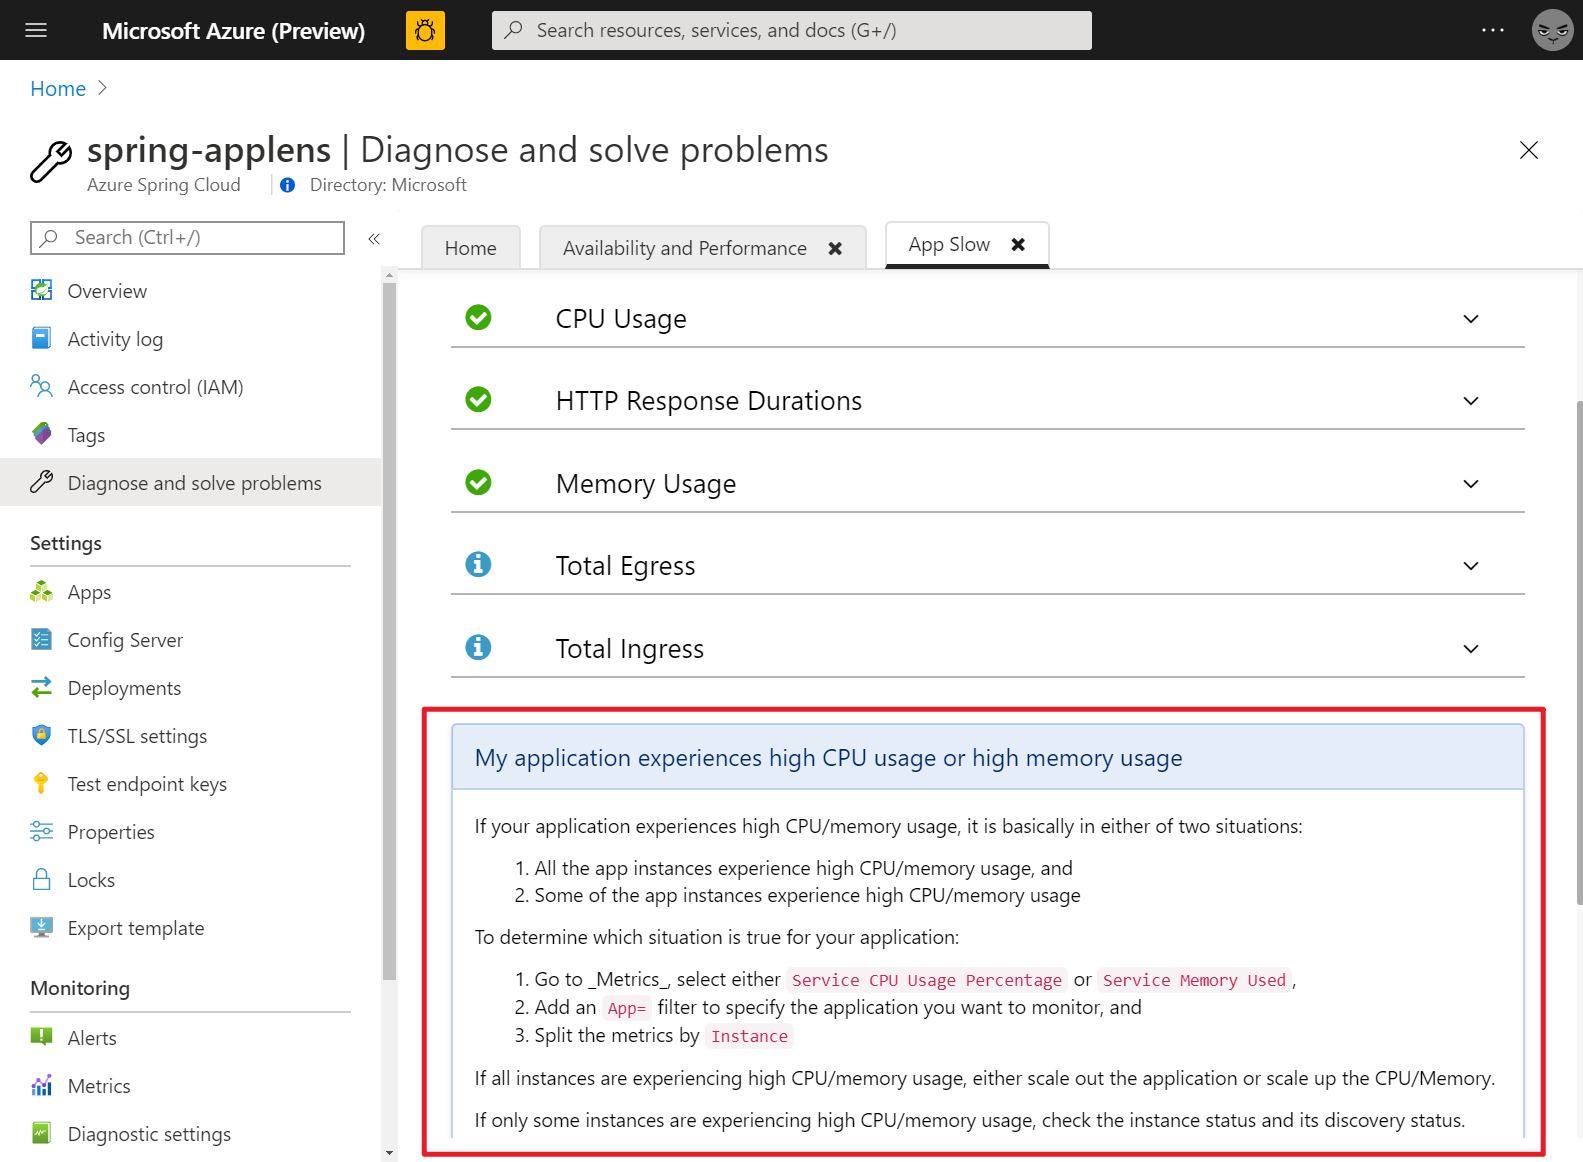 Microsoft Azure (Preview)
Search resources, services, and docs (G+/)
Home
spring-applens | Diagnose and solve problems
Azure Spring Cloud
Directory: Microsoft
Search (Ctrl+/)
Overview
Activity log
Access control (IAM)
Tags
Diagnose and solve problems
Settings
Apps
Config Server
Deployments
TLS/SSL settings
Test endpoint keys
Properties
Locks
Export template
Monitoring
Alerts
Metrics
Diagnostic settings
Home
Availability and Performance
App Slow
CPU Usage
HTTP Response Durations
Memory Usage
Total Egress
Total Ingress
My application experiences high CPU usage or high memory usage
If your application experiences high CPU/memory usage, it is basically in either of two situations:
1. All the app instances experience high CPU/memory usage, and
2. Some of the app instances experience high CPU/memory usage
To determine which situation is true for your application:
1. Go to _Metrics_, select either Service CPU Usage Percentage or Service Memory Used,
2. Add an App= filter to specify the application you want to monitor, and
3. Split the metrics by Instance
If all instances are experiencing high CPU/memory usage, either scale out the application or scale up the CPU/Memory.
If only some instances are experiencing high CPU/memory usage, check the instance status and its discovery status.